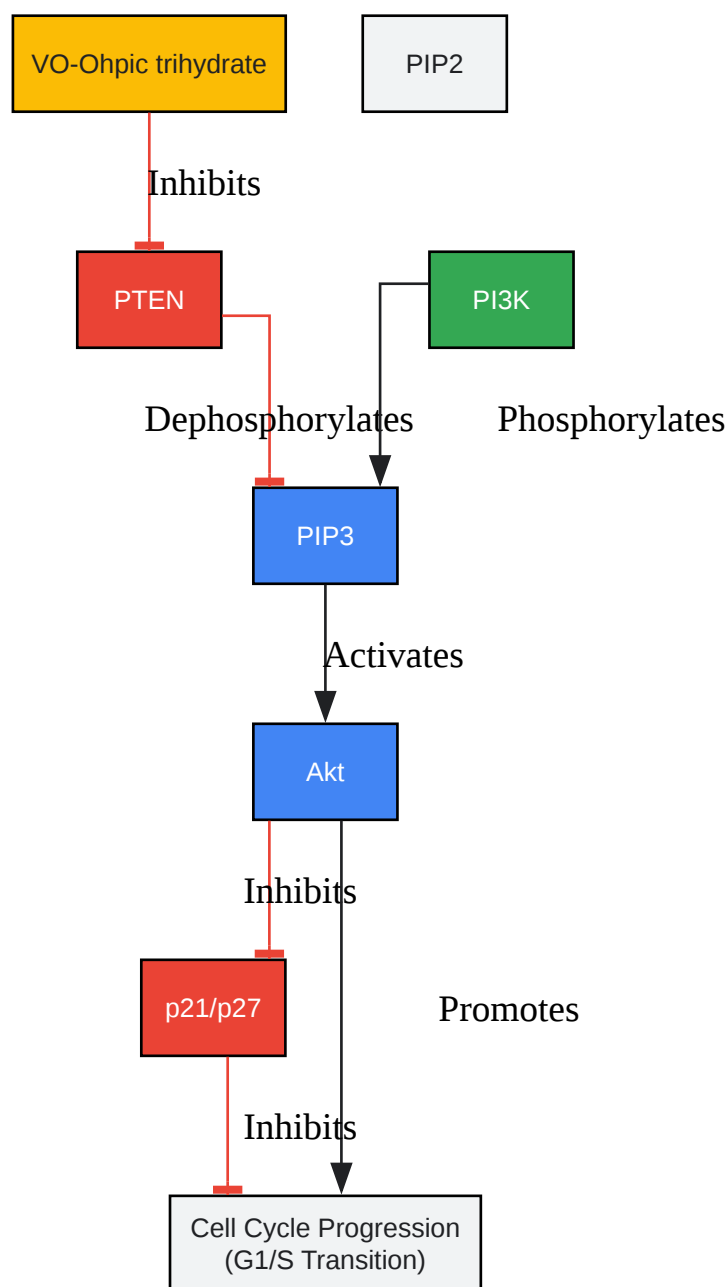 VO-Ohpic trihydrate
PIP2
Inhibits
PTEN
PI3K
Dephosphorylates
Phosphorylates
PIP3
Activates
Akt
Inhibits
p21/p27
Promotes
Inhibits
Cell Cycle Progression
(G1/S Transition)